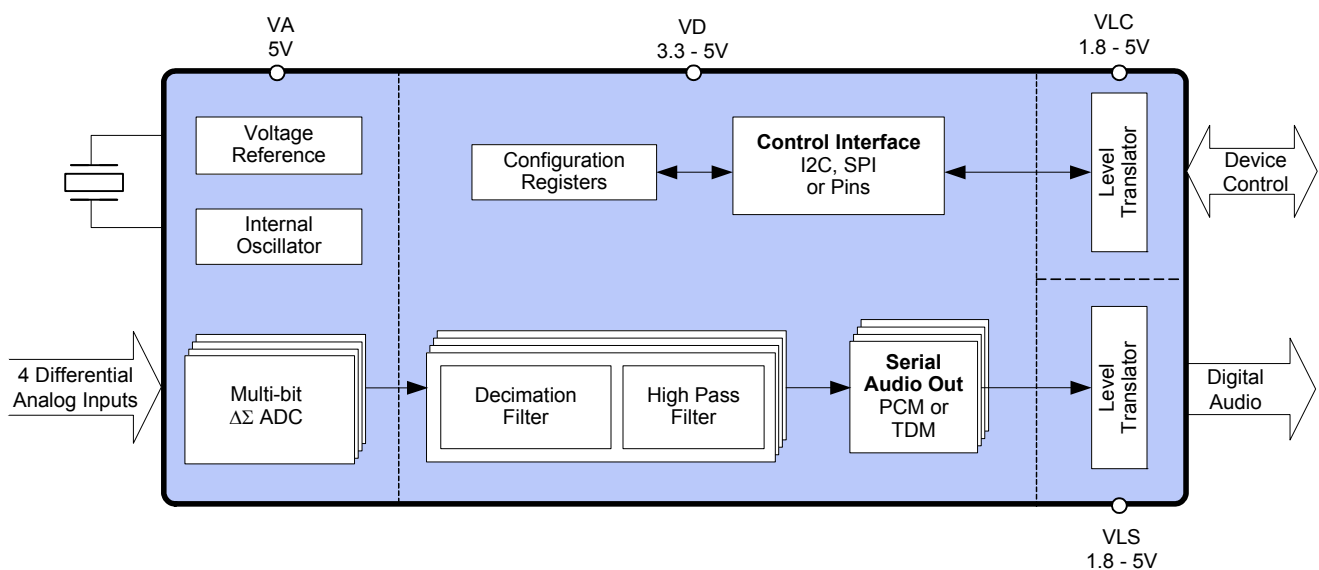 VA
5V
VD
3.3 - 5V
VLC
1.8 - 5V
Voltage
Reference
Internal
Oscillator
Configuration
Registers
Control Interface
I2C, SPI
or Pins
Level
Translator
Device
Control
4 Differential
Analog Inputs
Multi-bit
ΔΣ ADC
Decimation
Filter
High Pass
Filter
Serial
Audio Out
PCM or
TDM
Level
Translator
Digital
Audio
VLS
1.8 - 5V